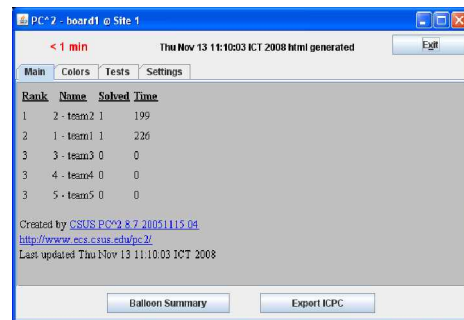 PC^2 - board1 @ Site 1
< 1 min Thu Nov 13 11:10:03 ICT 2008 html generated Exit
Main Colors Tests Settings
Rank Name Solved Time
1 2 - team2 1 199
2 1 - team1 1 226
3 3 - team3 0 0
3 4 - team4 0 0
3 5 - team5 0 0
Created by CSUS PC^2 8.7 20051115 04
http://www.ecs.csus.edu/pc2/
Last updated Thu Nov 13 11:10:03 ICT 2008
Balloon Summary Export ICPC